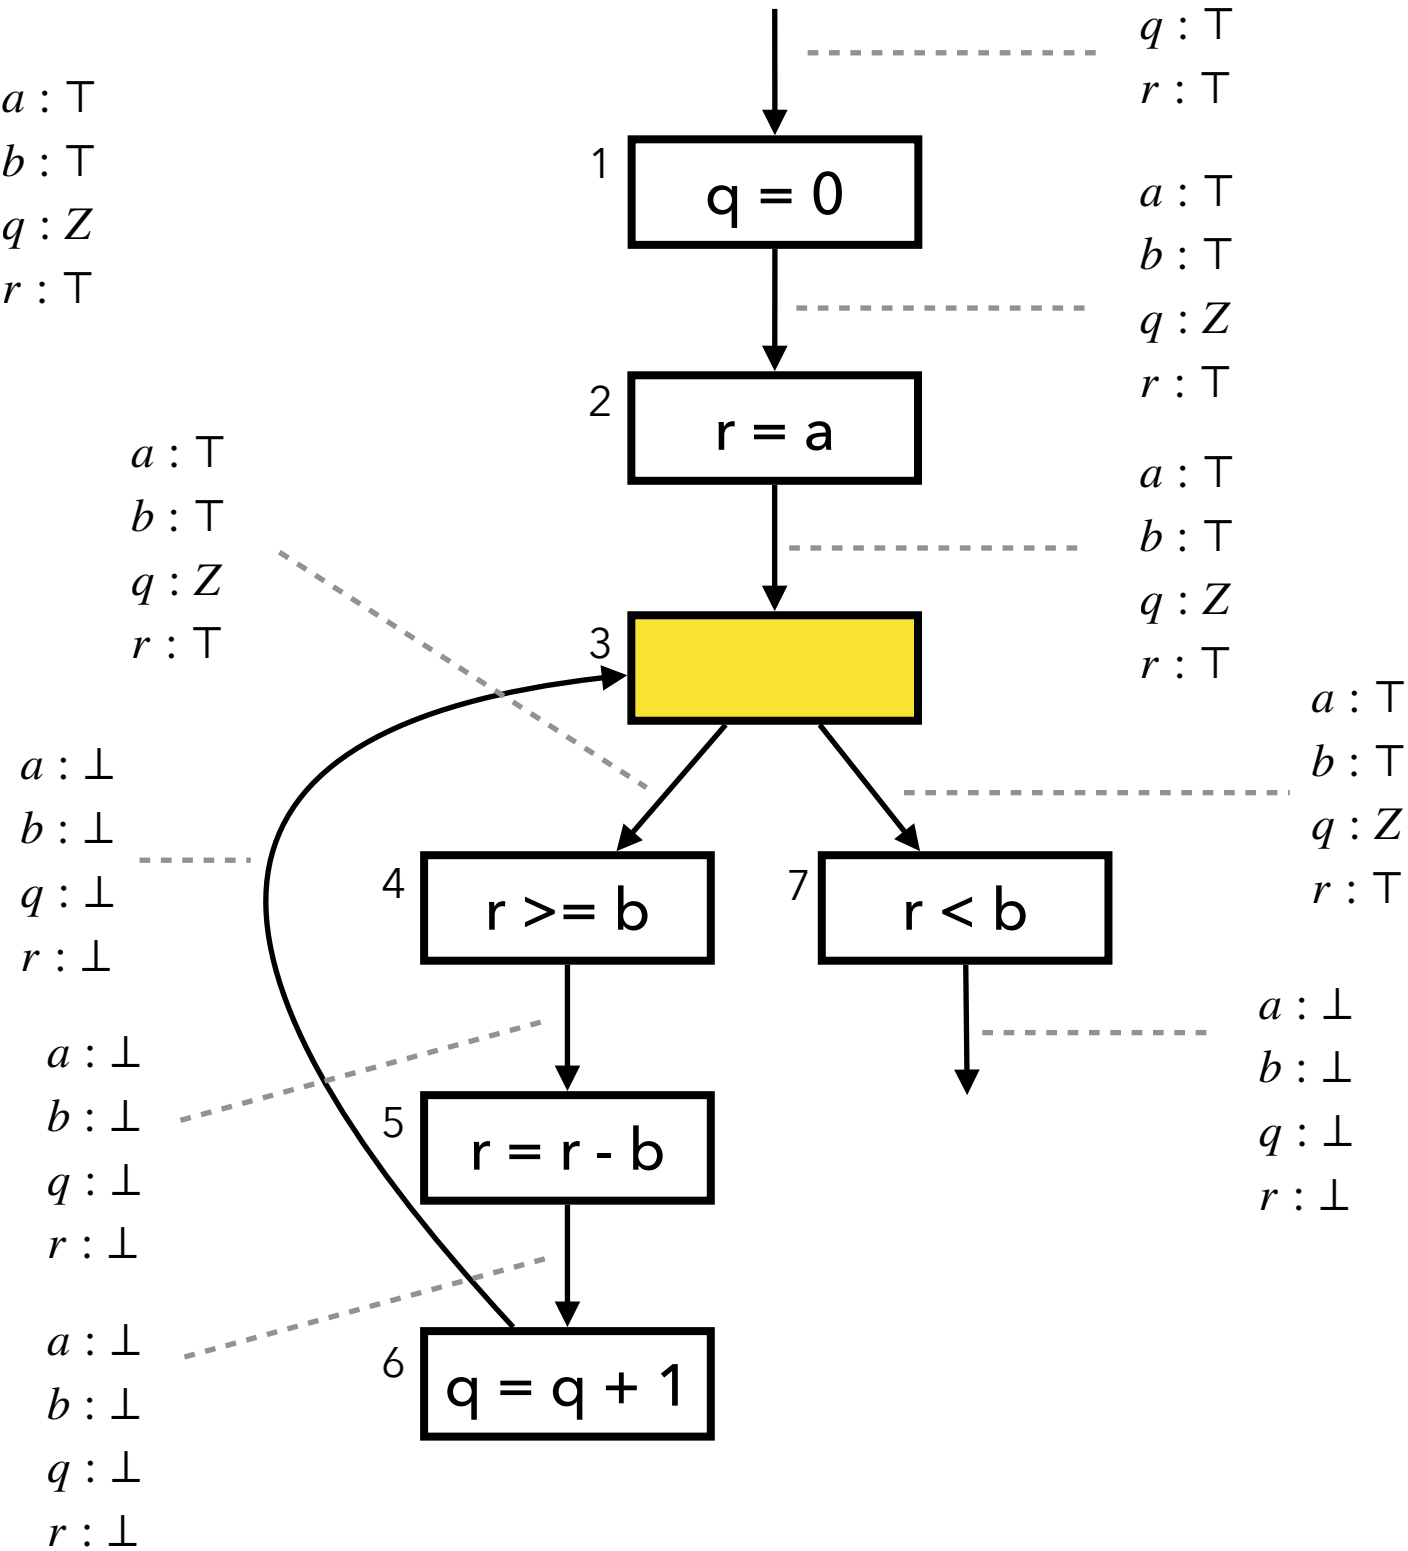 q : ⊤
r : ⊤
a : ⊤
b : ⊤
q : Z
r : ⊤
1
q = 0
a : ⊤
b : ⊤
q : Z
r : ⊤
2
r = a
a : ⊤
b : ⊤
q : Z
r : ⊤
a : ⊤
b : ⊤
q : Z
r : ⊤
3
a : ⊤
b : ⊤
q : Z
r : ⊤
a : ⊥
b : ⊥
q : ⊥
r : ⊥
4
r >= b
7
r < b
a : ⊥
b : ⊥
q : ⊥
r : ⊥
a : ⊥
b : ⊥
q : ⊥
r : ⊥
5
r = r - b
a : ⊥
b : ⊥
q : ⊥
r : ⊥
6
q = q + 1